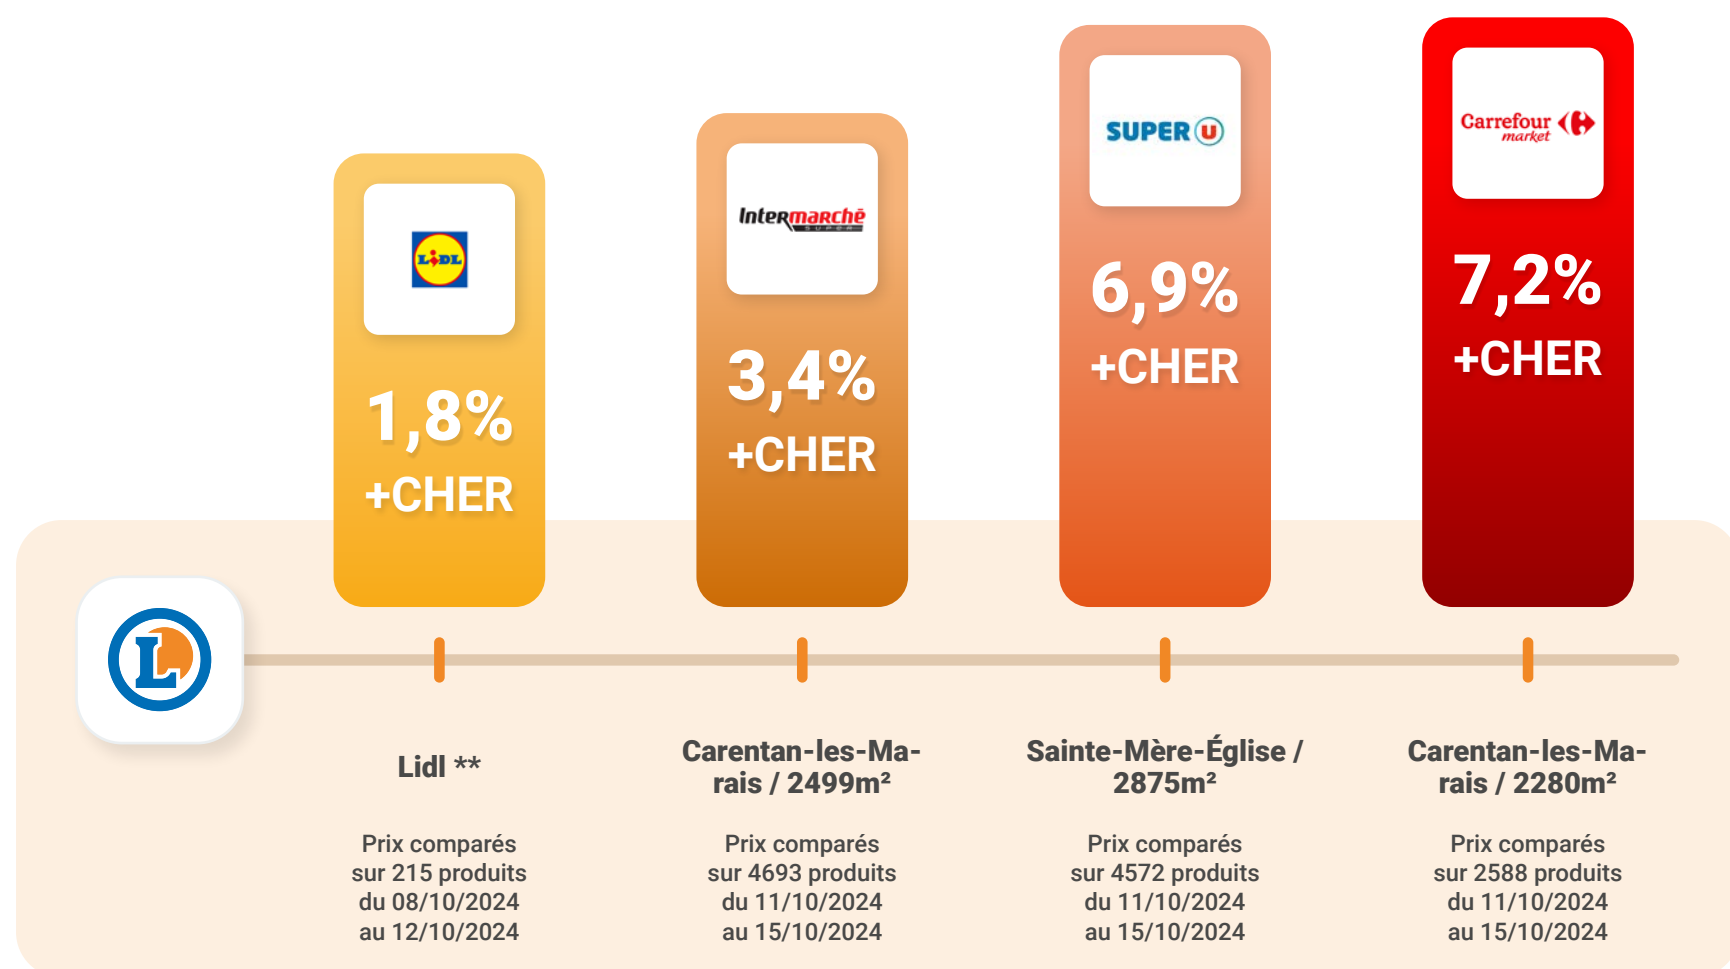 LIDL
1,8%
+CHER
Intermarchē
SUPER
3,4%
+CHER
SUPER U
6,9%
+CHER
Carrefour
market
7,2%
+CHER
L
Lidl **
Prix comparés
sur 215 produits
du 08/10/2024
au 12/10/2024
Carentan-les-Ma-
rais / 2499m²
Prix comparés
sur 4693 produits
du 11/10/2024
au 15/10/2024
Sainte-Mère-Église /
2875m²
Prix comparés
sur 4572 produits
du 11/10/2024
au 15/10/2024
Carentan-les-Ma-
rais / 2280m²
Prix comparés
sur 2588 produits
du 11/10/2024
au 15/10/2024